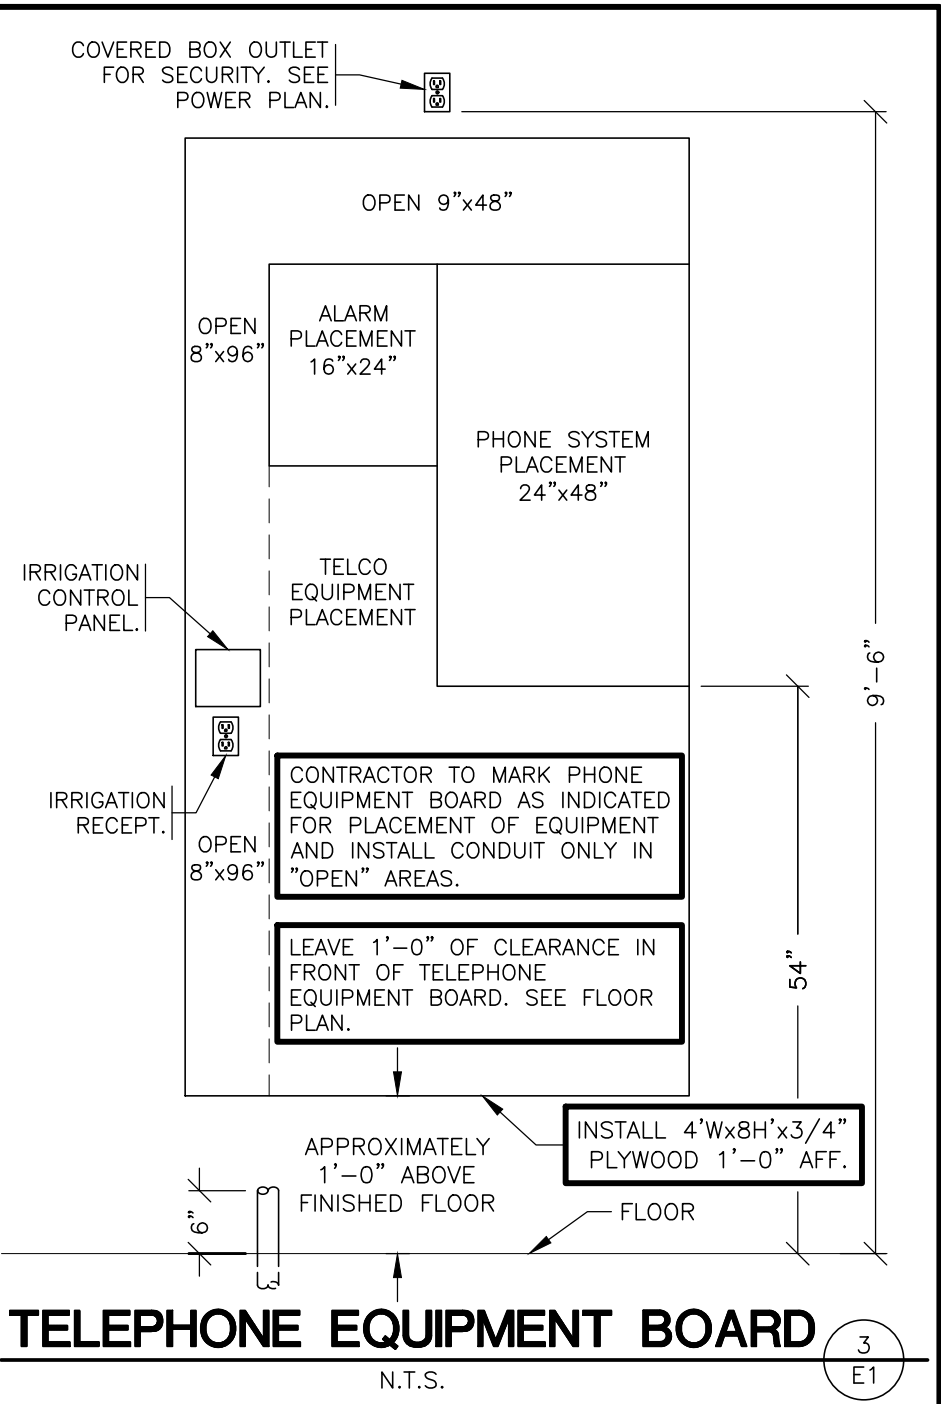 COVERED BOX OUTLET
FOR SECURITY. SEE
POWER PLAN.
OPEN 9”x48”
OPEN
8”x96”
ALARM
PLACEMENT
16”x24”
PHONE SYSTEM
PLACEMENT
24”x48”
TELCO
EQUIPMENT
PLACEMENT
IRRIGATION
CONTROL
PANEL.
9’–6”
IRRIGATION
RECEPT.
OPEN
8”x96”
CONTRACTOR TO MARK PHONE
EQUIPMENT BOARD AS INDICATED
FOR PLACEMENT OF EQUIPMENT
AND INSTALL CONDUIT ONLY IN
”OPEN” AREAS.
LEAVE 1’–0” OF CLEARANCE IN
FRONT OF TELEPHONE
EQUIPMENT BOARD. SEE FLOOR
PLAN.
54”
INSTALL 4’Wx8H’x3/4”
PLYWOOD 1’–0” AFF.
APPROXIMATELY
1’–0” ABOVE
FINISHED FLOOR
6”
FLOOR
TELEPHONE EQUIPMENT BOARD
3
E1
N.T.S.